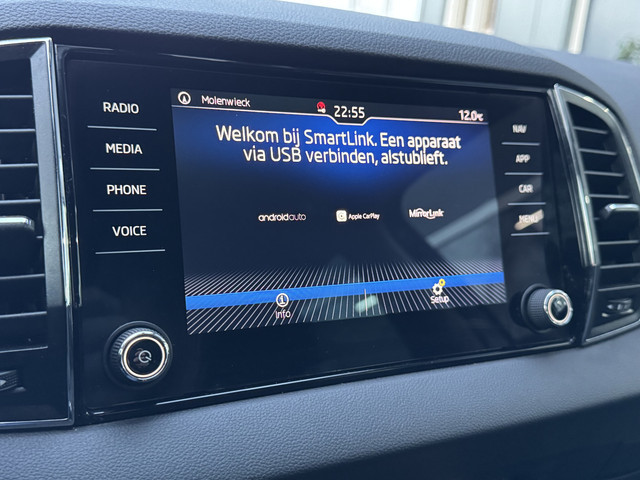 RADIO
MEDIA
PHONE
VOICE
Molenwieck
22:55
12.0°C
Welkom bij SmartLink. Een apparaat
via USB verbinden, alstublieft.
androidauto
Apple CarPlay
MirrorLink
Info
Setup
NAV
APP
CAR
MENU